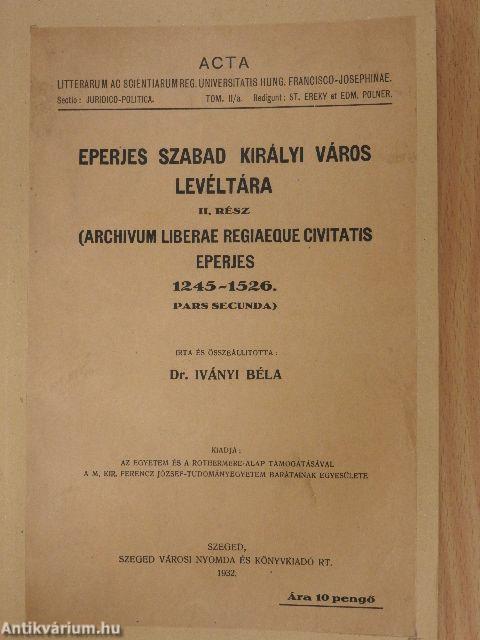 ACTA
LITTERARUM AC SCIENTIARUM REG. UNIVERSITATIS HUNG. FRANCISCO-JOSEPHINAE.
Sectio: JURIDICO-POLITICA. TOM. II/a. Redigunt: ST. EREKY et EDM. POLNER.
EPERJES SZABAD KIRÁLYI VÁROS
LEVÉLTÁRA
II. RÉSZ
(ARCHIVUM LIBERAE REGIAEQUE CIVITATIS
EPERJES
1245-1526.
PARS SECUNDA)
IRTA ÉS ÖSSZEÁLLITOTTA:
Dr. IVÁNYI BÉLA
KIADJA:
AZ EGYETEM ÉS A ROTHERMERE-ALAP TÁMOGATÁSÁVAL
A M. KIR. FERENCZ JÓZSEF-TUDOMÁNYEGYETEM BARÁTAINAK EGYESÜLETE
SZEGED,
SZEGED VÁROSI NYOMDA ÉS KÖNYVKIADÓ RT.
1932.
Ára 10 pengő
Antikvárium.hu